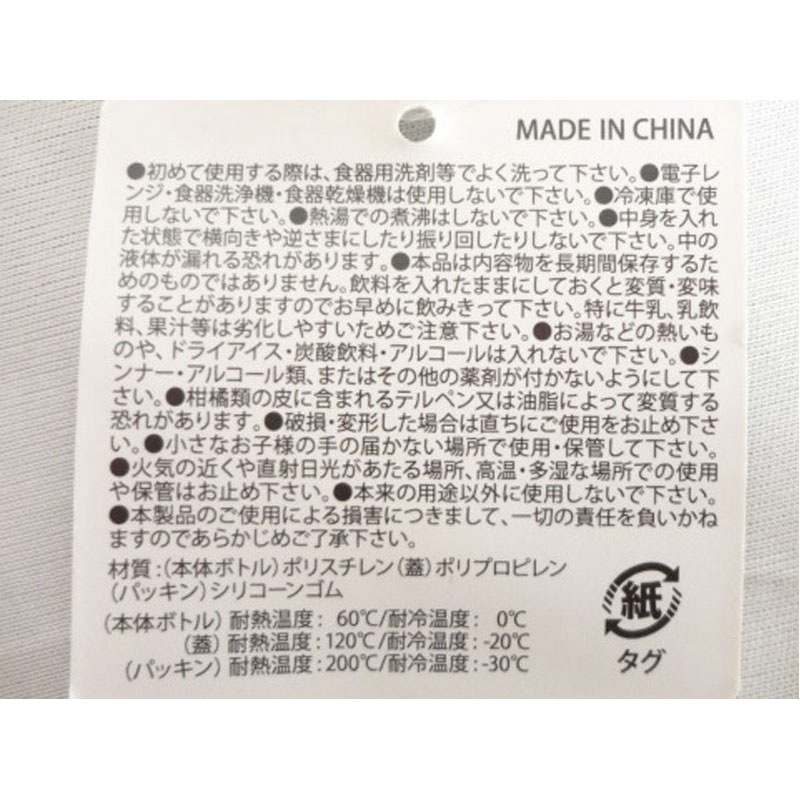 MADE IN CHINA
●初めて使用する際は、食器用洗剤等でよく洗って下さい。●電子レ
ンジ・食器洗浄機・食器乾燥機は使用しないで下さい。●冷凍庫で使
用しないで下さい。●熱湯での煮沸はしないで下さい。●中身を入れ
た状態で横向きや逆さまにしたり振り回したりしないで下さい。中の
液体が漏れる恐れがあります。●本品は内容物を長期間保存するた
めのものではありません。飲料を入れたままにしておくと変質・変味
することがありますのでお早めに飲みきって下さい。特に牛乳、乳飲
料、果汁等は劣化しやすいためご注意下さい。●お湯などの熱いも
のや、ドライアイス・炭酸飲料・アルコールは入れないで下さい。●シ
ンナー・アルコール類、またはその他の薬剤が付かないようにして下
さい。●柑橘類の皮に含まれるテルペン又は油脂によって変質する
恐れがあります。●破損・変形した場合は直ちにご使用をお止め下さ
い。●小さなお子様の手の届かない場所で使用・保管して下さい。
●火気の近くや直射日光があたる場所、高温・多湿な場所での使用
や保管はお止め下さい。●本来の用途以外に使用しないで下さい。
●本製品のご使用による損害につきまして、一切の責任を負いかね
ますのであらかじめご了承下さい。
材質：（本体ボトル）ポリスチレン（蓋）ポリプロピレン
（パッキン）シリコーンゴム
（本体ボトル）耐熱温度： 60℃/耐冷温度： 0℃
（蓋）耐熱温度：120℃/耐冷温度：-20℃
（パッキン）耐熱温度：200℃/耐冷温度：-30℃
紙
タグ